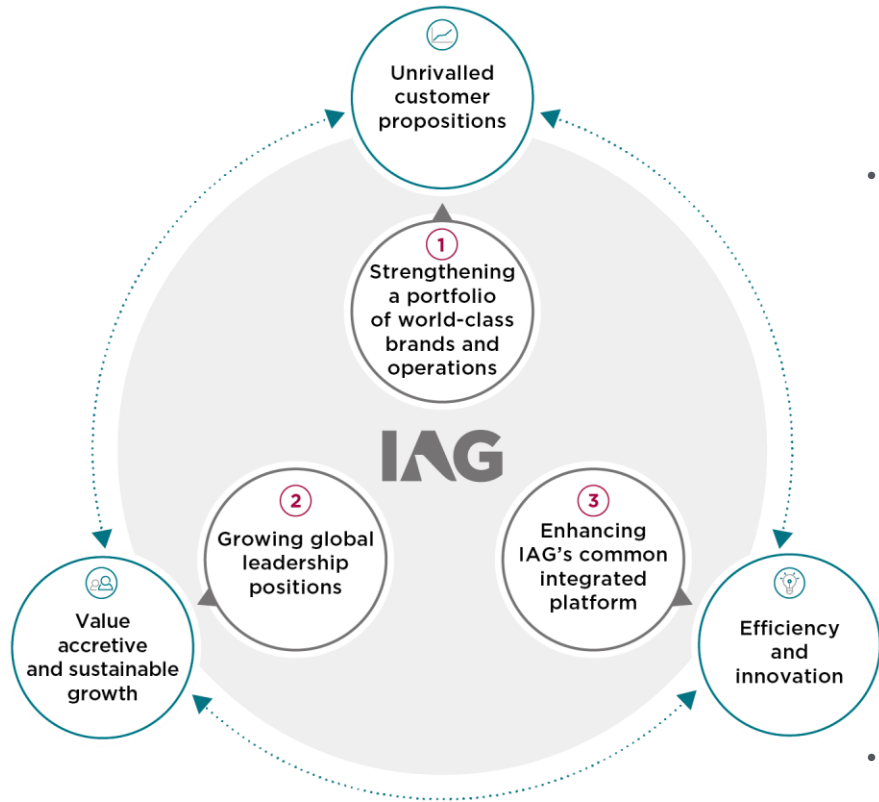 Unrivalled
customer
propositions
1
Strengthening
a portfolio
of world-class
brands and
operations
IAG
2
Growing global
leadership
positions
3
Enhancing
IAG's common
integrated
platform
Value
accretive
and sustainable
growth
Efficiency
and
innovation